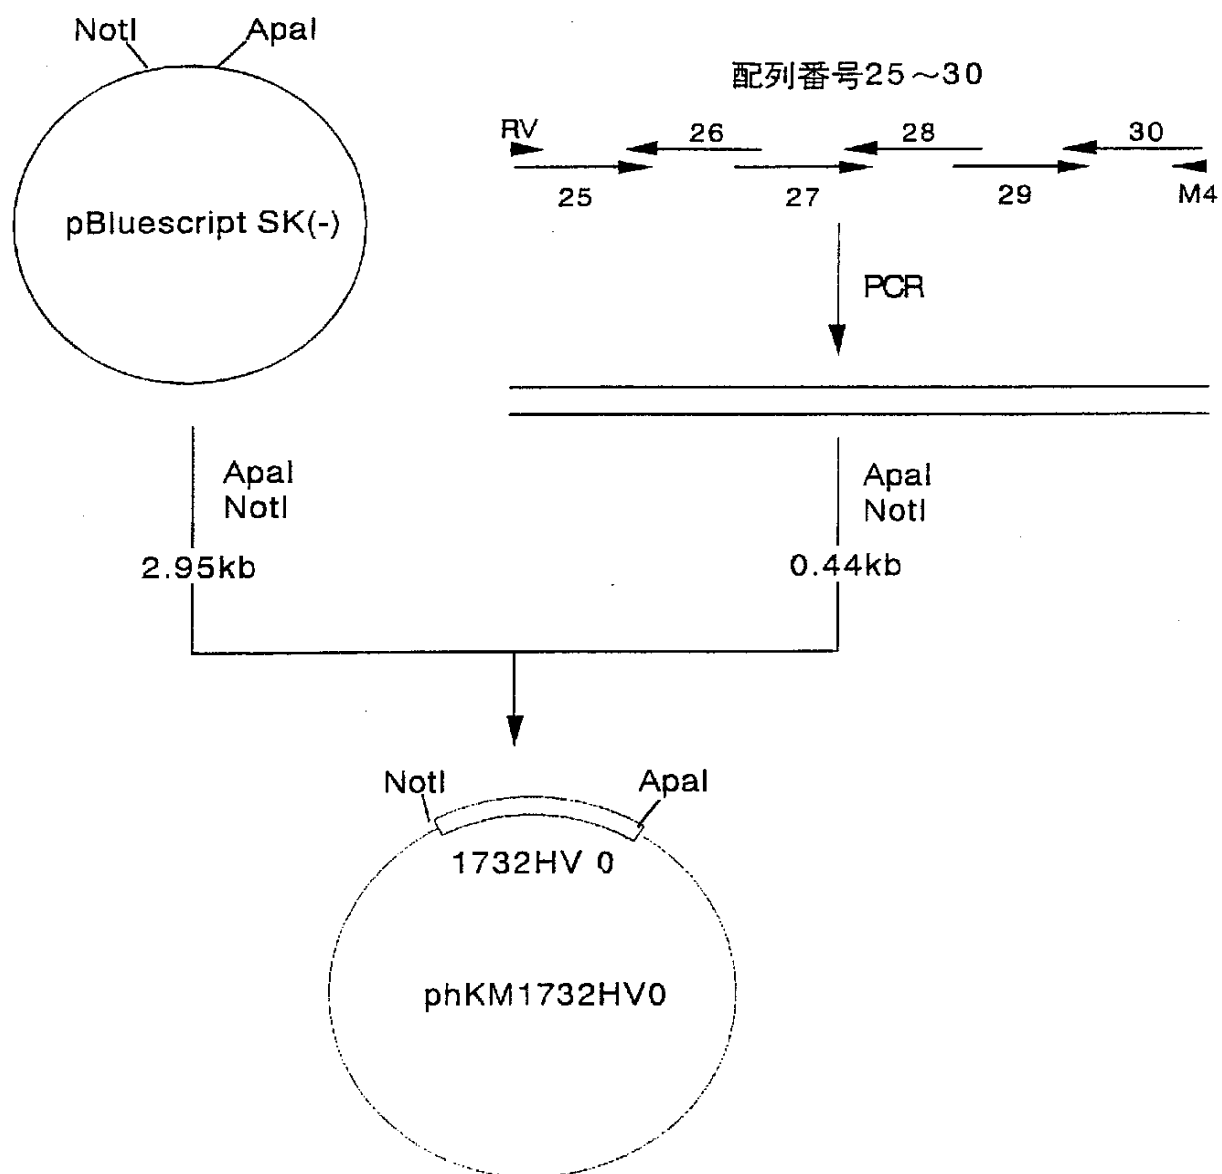 NotI
ApaI
pBluescript SK(-)
配列番号25～30
RV
26
28
30
25
27
29
M4
PCR
ApaI
NotI
2.95kb
ApaI
NotI
0.44kb
NotI
ApaI
1732HV 0
phKM1732HV0